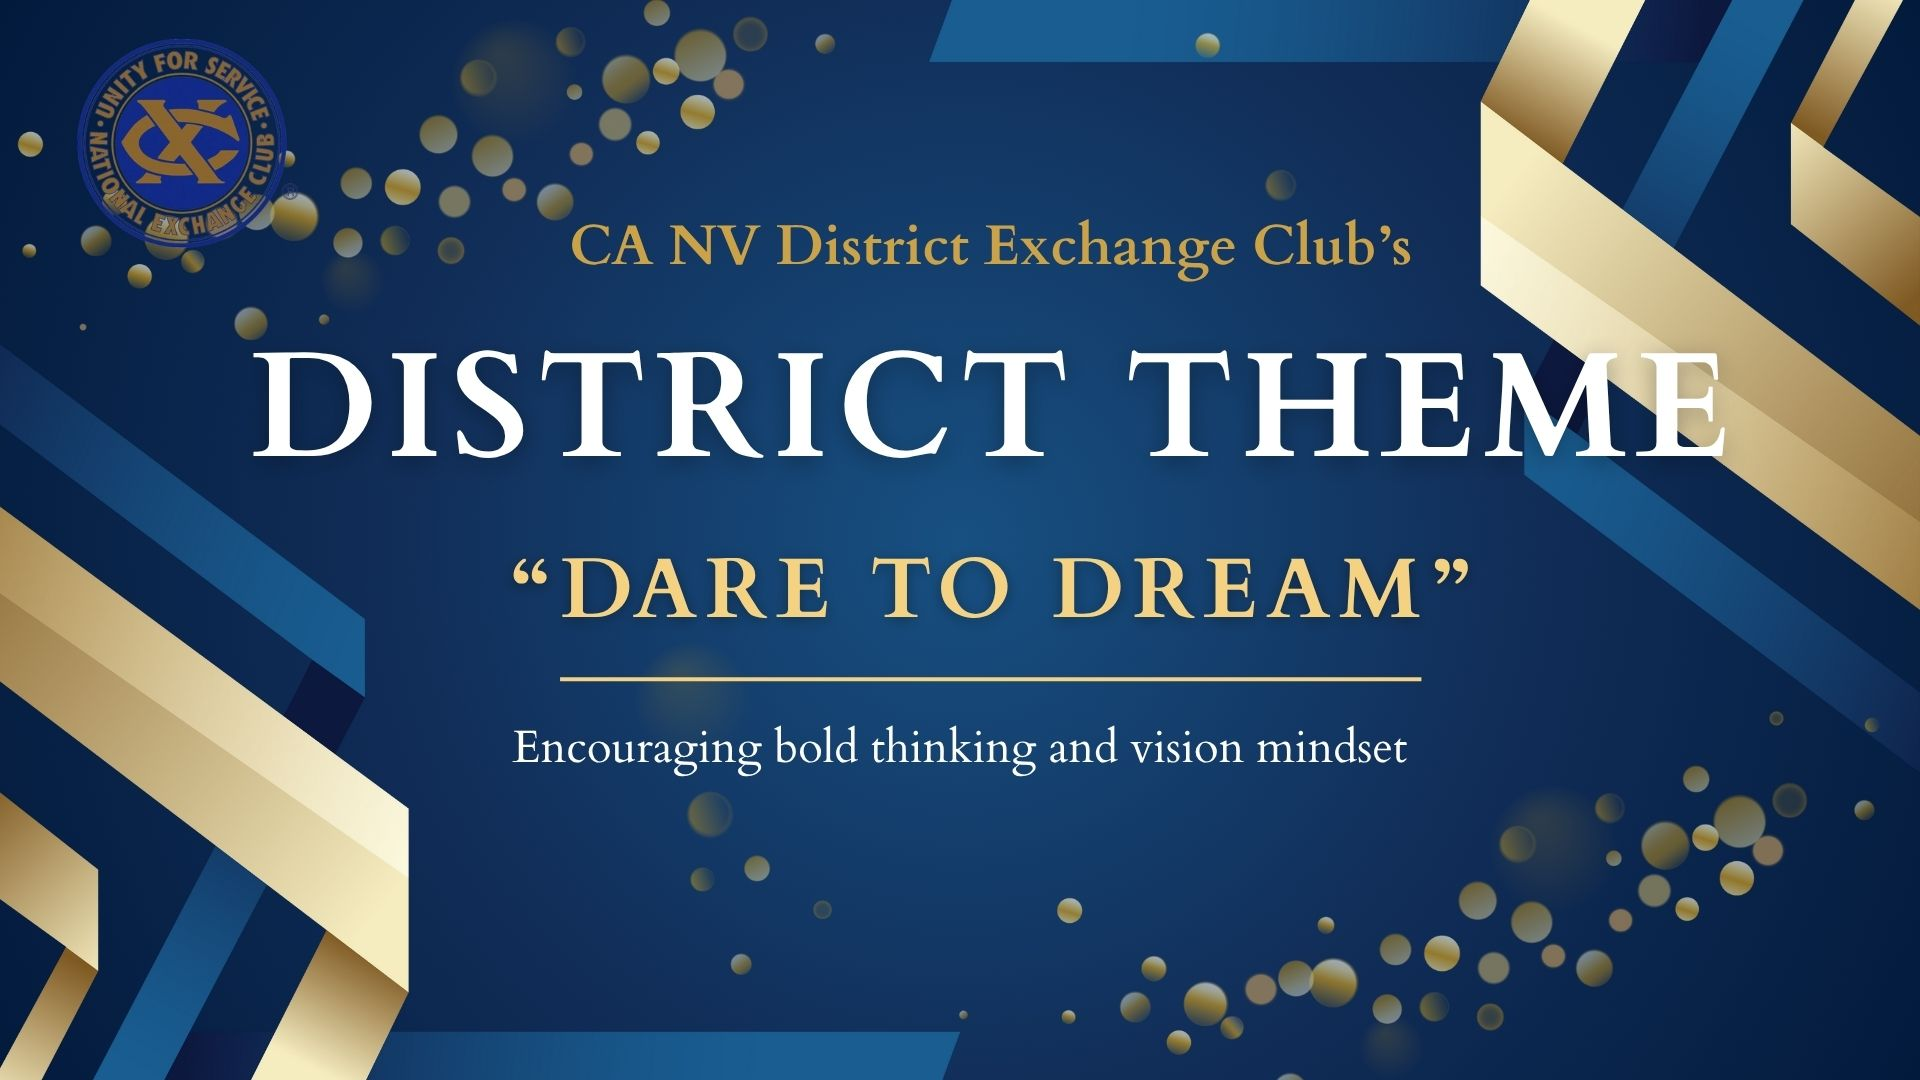 UNITY FOR SERVICE
NATIONAL EXCHANGE CLUB
®
CA NV District Exchange Club’s
DISTRICT THEME
“DARE TO DREAM”
Encouraging bold thinking and vision mindset